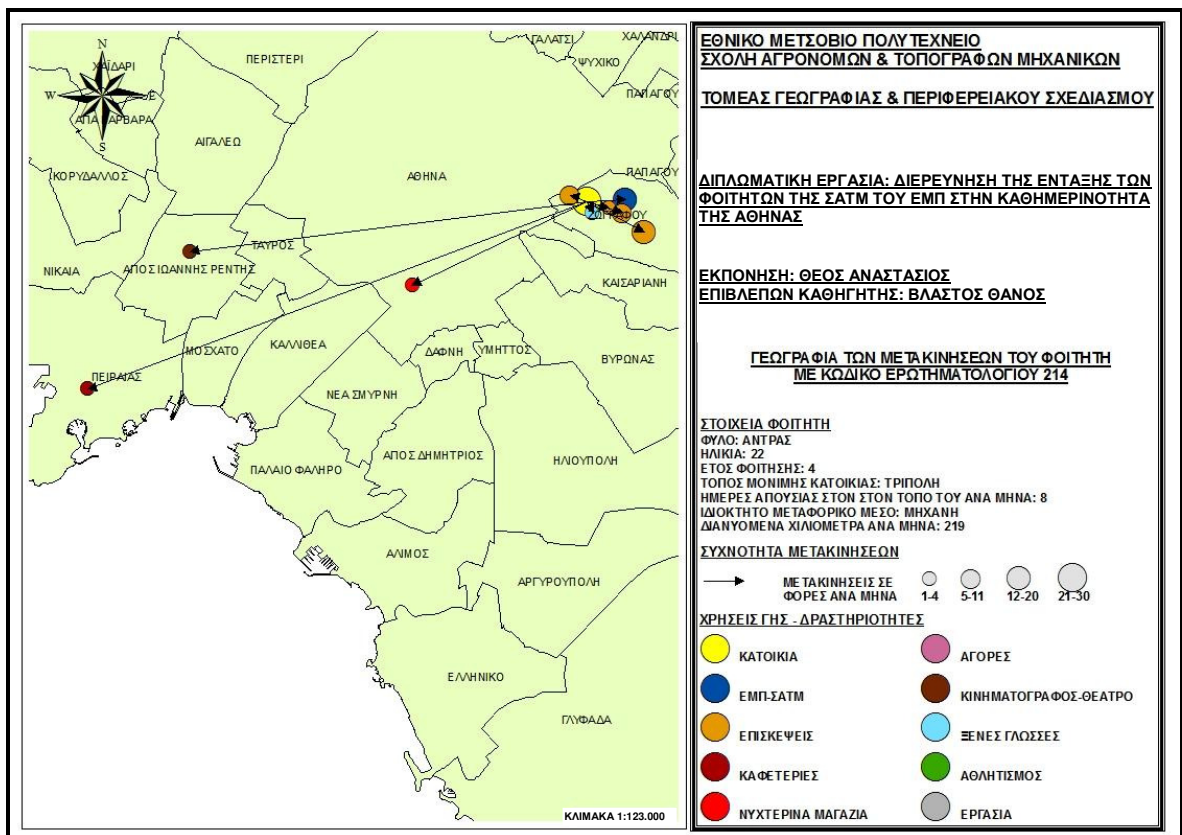 N
W
E
S
ΧΑΪΔΑΡΙ
ΠΕΡΙΣΤΕΡΙ
ΓΑΛΑΤΣΙ
ΧΑΛΑΝΔΡΙ
ΨΥΧΙΚΟ
ΠΑΠΑΓΟΥ
ΑΙΓΑΛΕΩ
ΚΟΡΥΔΑΛΛΟΣ
ΑΘΗΝΑ
ΠΑΠΑΓΟΥ
ΤΑΥΡΟΣ
ΝΙΚΑΙΑ
ΑΓΙΟΣ ΙΩΑΝΝΗΣ ΡΕΝΤΗΣ
ΚΑΙΣΑΡΙΑΝΗ
ΜΟΣΧΑΤΟ
ΚΑΛΛΙΘΕΑ
ΔΑΦΝΗ
ΥΜΗΤΤΟΣ
ΒΥΡΩΝΑΣ
ΠΕΙΡΑΙΑΣ
ΝΕΑ ΣΜΥΡΝΗ
ΠΑΛΑΙΟ ΦΑΛΗΡΟ
ΑΓΙΟΣ ΔΗΜΗΤΡΙΟΣ
ΗΛΙΟΥΠΟΛΗ
ΑΛΙΜΟΣ
ΑΡΓΥΡΟΥΠΟΛΗ
ΕΛΛΗΝΙΚΟ
ΓΛΥΦΑΔΑ
ΚΛΙΜΑΚΑ 1:123.000
ΕΘΝΙΚΟ ΜΕΤΣΟΒΙΟ ΠΟΛΥΤΕΧΝΕΙΟ
ΣΧΟΛΗ ΑΓΡΟΝΟΜΩΝ & ΤΟΠΟΓΡΑΦΩΝ ΜΗΧΑΝΙΚΩΝ
ΤΟΜΕΑΣ ΓΕΩΓΡΑΦΙΑΣ & ΠΕΡΙΦΕΡΕΙΑΚΟΥ ΣΧΕΔΙΑΣΜΟΥ
ΔΙΠΛΩΜΑΤΙΚΗ ΕΡΓΑΣΙΑ: ΔΙΕΡΕΥΝΗΣΗ ΤΗΣ ΕΝΤΑΞΗΣ ΤΩΝ
ΦΟΙΤΗΤΩΝ ΤΗΣ ΣΑΤΜ ΤΟΥ ΕΜΠ ΣΤΗΝ ΚΑΘΗΜΕΡΙΝΟΤΗΤΑ
ΤΗΣ ΑΘΗΝΑΣ
ΕΚΠΟΝΗΣΗ: ΘΕΟΣ ΑΝΑΣΤΑΣΙΟΣ
ΕΠΙΒΛΕΠΩΝ ΚΑΘΗΓΗΤΗΣ: ΒΛΑΣΤΟΣ ΘΑΝΟΣ
ΓΕΩΓΡΑΦΙΑ ΤΩΝ ΜΕΤΑΚΙΝΗΣΕΩΝ ΤΟΥ ΦΟΙΤΗΤΗ
ΜΕ ΚΩΔΙΚΟ ΕΡΩΤΗΜΑΤΟΛΟΓΙΟΥ 214
ΣΤΟΙΧΕΙΑ ΦΟΙΤΗΤΗ
ΦΥΛΟ: ΑΝΤΡΑΣ
ΗΛΙΚΙΑ: 22
ΕΤΟΣ ΦΟΙΤΗΣΗΣ: 4
ΤΟΠΟΣ ΜΟΝΙΜΗΣ ΚΑΤΟΙΚΙΑΣ: ΤΡΙΠΟΛΗ
ΗΜΕΡΕΣ ΑΠΟΥΣΙΑΣ ΣΤΟΝ ΣΤΟΝ ΤΟΠΟ ΤΟΥ ΑΝΑ ΜΗΝΑ: 8
ΙΔΙΟΚΤΗΤΟ ΜΕΤΑΦΟΡΙΚΟ ΜΕΣΟ: ΜΗΧΑΝΗ
ΔΙΑΝΥΟΜΕΝΑ ΧΙΛΙΟΜΕΤΡΑ ΑΝΑ ΜΗΝΑ: 219
ΣΥΧΝΟΤΗΤΑ ΜΕΤΑΚΙΝΗΣΕΩΝ
ΜΕΤΑΚΙΝΗΣΕΙΣ ΣΕ
ΦΟΡΕΣ ΑΝΑ ΜΗΝΑ
1-4 5-11 12-20 21-30
ΧΡΗΣΕΙΣ ΓΗΣ - ΔΡΑΣΤΗΡΙΟΤΗΤΕΣ
ΚΑΤΟΙΚΙΑ ΑΓΟΡΕΣ
ΕΜΠ-ΣΑΤΜ ΚΙΝΗΜΑΤΟΓΡΑΦΟΣ-ΘΕΑΤΡΟ
ΕΠΙΣΚΕΨΕΙΣ ΞΕΝΕΣ ΓΛΩΣΣΕΣ
ΚΑΦΕΤΕΡΙΕΣ ΑΘΛΗΤΙΣΜΟΣ
ΝΥΧΤΕΡΙΝΑ ΜΑΓΑΖΙΑ ΕΡΓΑΣΙΑ